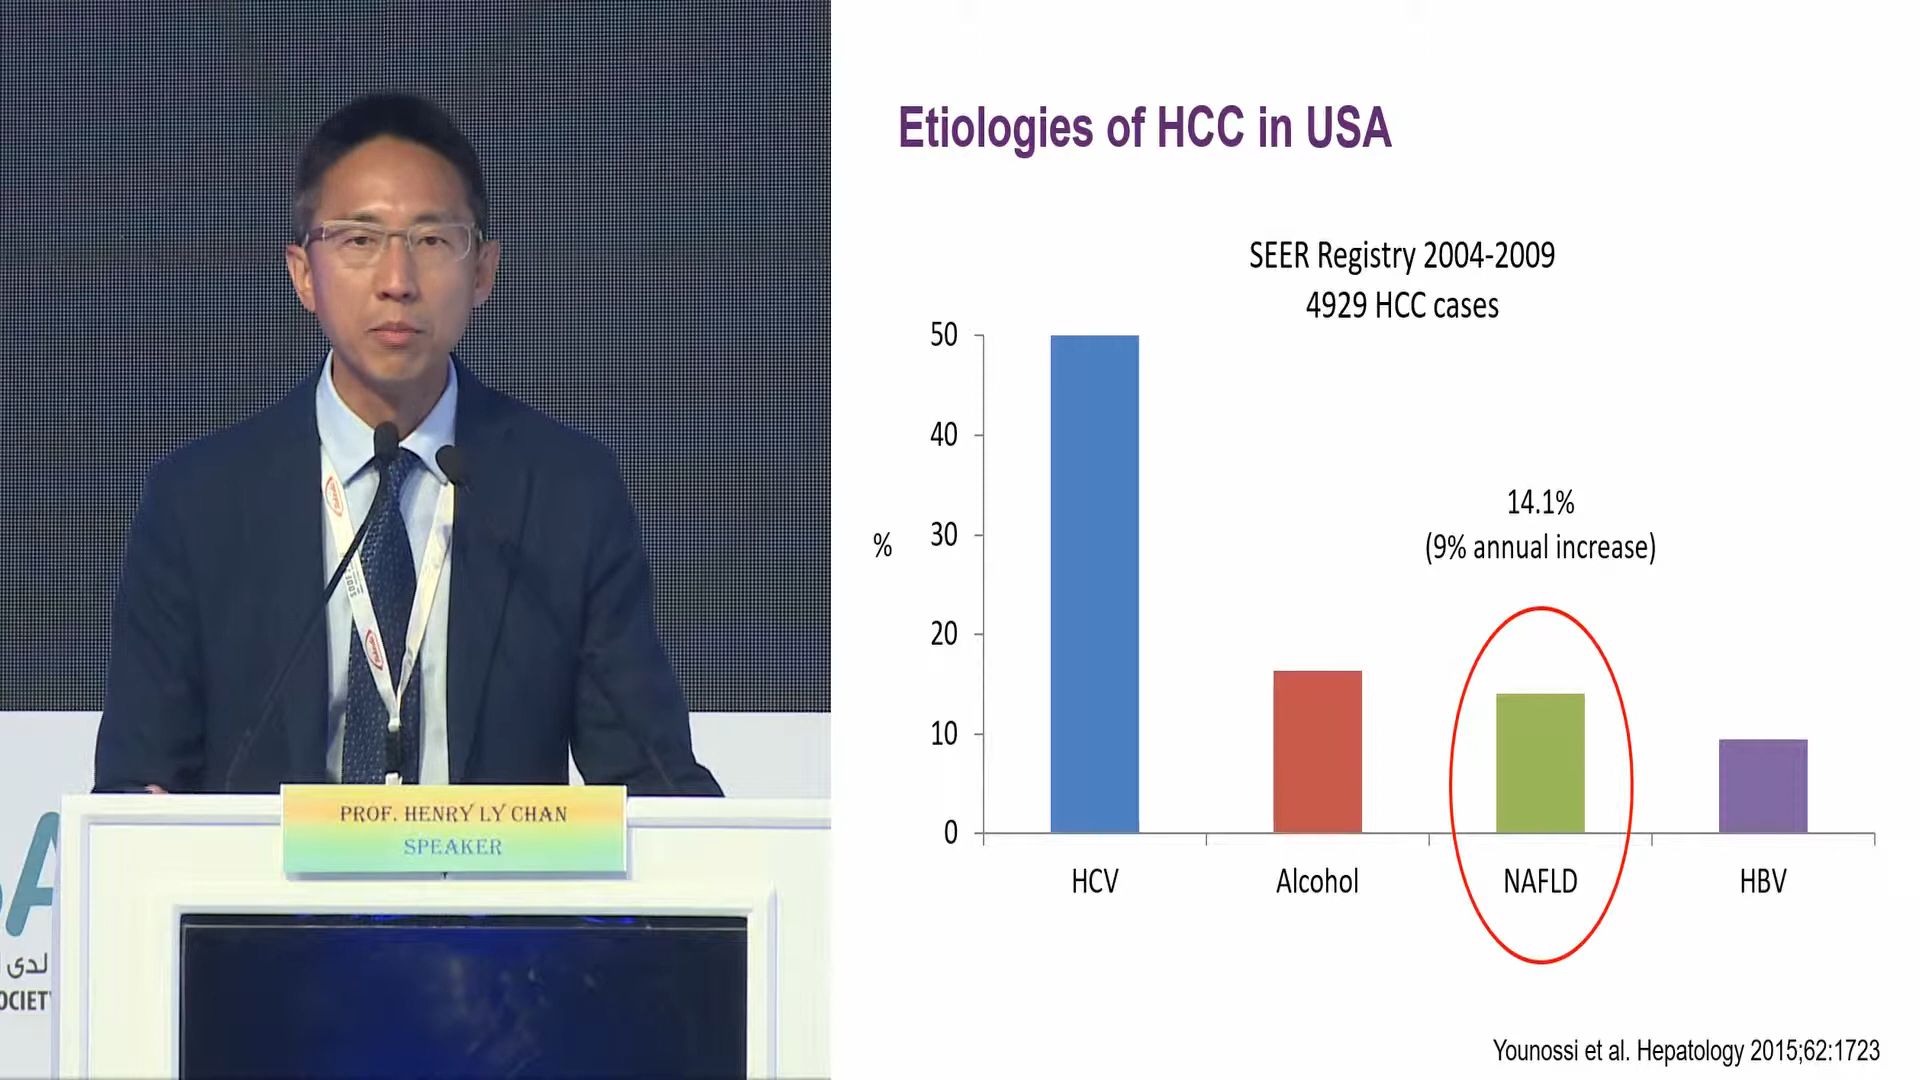 Etiologies of HCC in USA
SEER Registry 2004-2009
4929 HCC cases
50
40
30
20
10
0
%
14.1%
(9% annual increase)
HCV
Alcohol
NAFLD
HBV
Younossi et al. Hepatology 2015;62:1723
PROF. HENRY LY CHAN
SPEAKER
لدى
OCIET